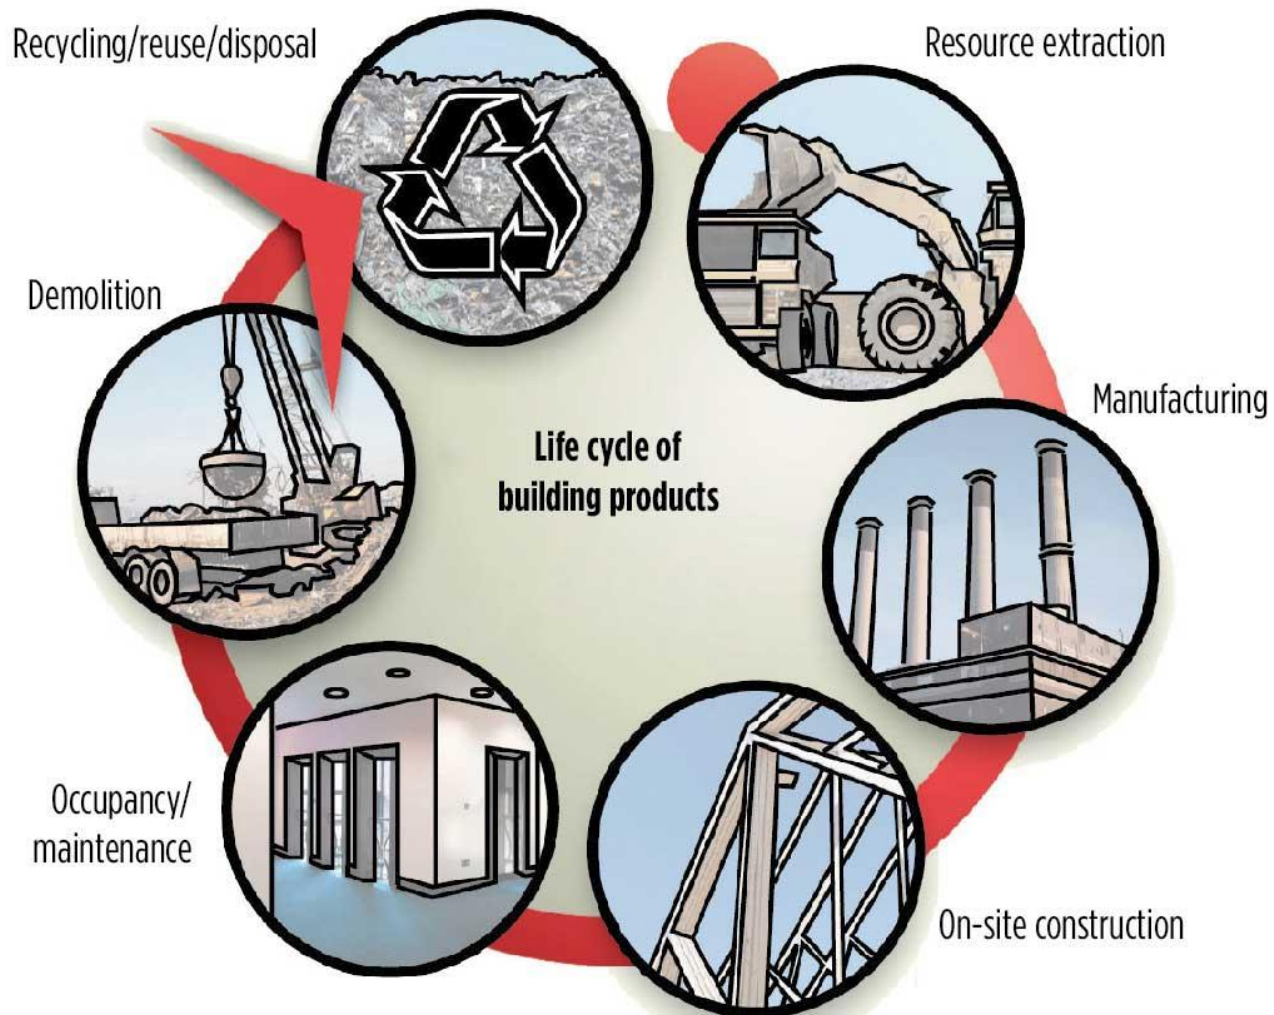 Recycling/reuse/disposal
Resource extraction
Demolition
Manufacturing
Life cycle of
building products
Occupancy/
maintenance
On-site construction